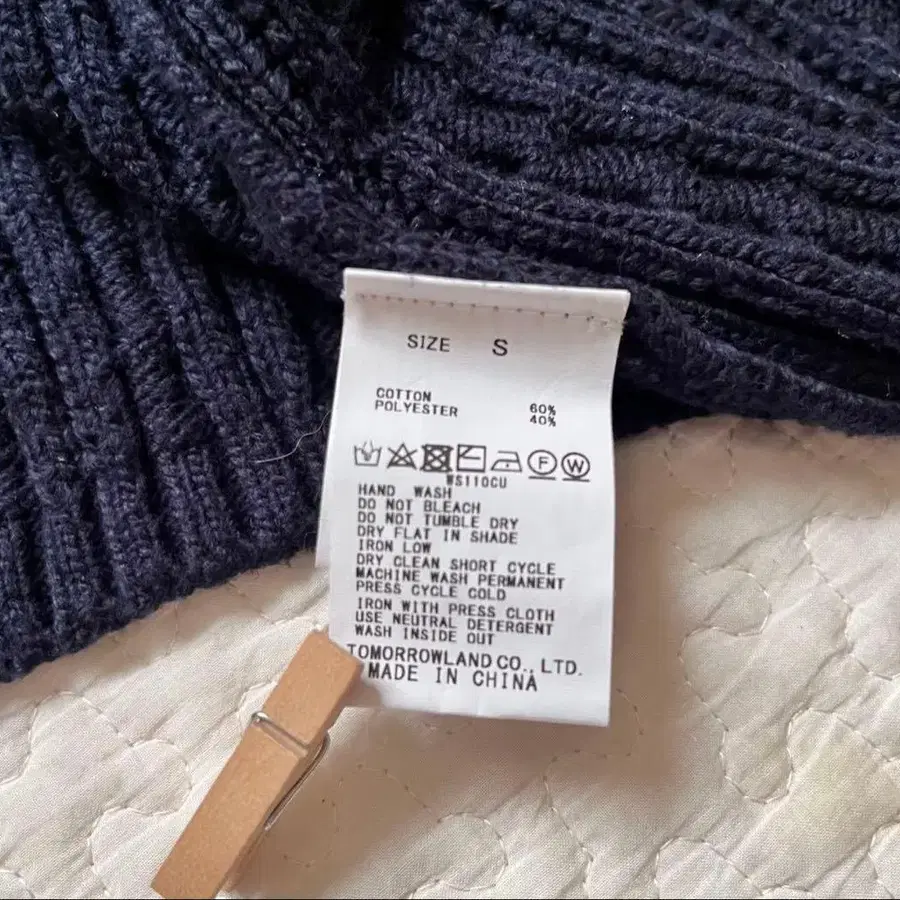 SIZE S
COTTON 60%
POLYESTER 40%
F W
WS110CU
HAND WASH
DO NOT BLEACH
DO NOT TUMBLE DRY
DRY FLAT IN SHADE
IRON LOW
DRY CLEAN SHORT CYCLE
MACHINE WASH PERMANENT
PRESS CYCLE COLD
IRON WITH PRESS CLOTH
USE NEUTRAL DETERGENT
WASH INSIDE OUT
TOMORROWLAND CO., LTD.
MADE IN CHINA